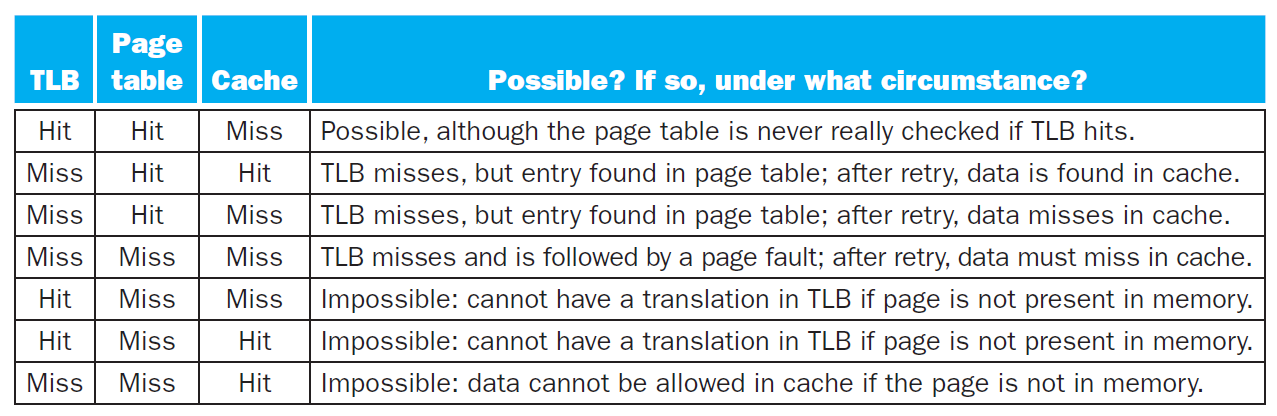 TLB Page table Cache Possible? If so, under what circumstance?
Hit Hit Miss Possible, although the page table is never really checked if TLB hits.
Miss Hit Hit TLB misses, but entry found in page table; after retry, data is found in cache.
Miss Hit Miss TLB misses, but entry found in page table; after retry, data misses in cache.
Miss Miss Miss TLB misses and is followed by a page fault; after retry, data must miss in cache.
Hit Miss Miss Impossible: cannot have a translation in TLB if page is not present in memory.
Hit Miss Hit Impossible: cannot have a translation in TLB if page is not present in memory.
Miss Miss Hit Impossible: data cannot be allowed in cache if the page is not in memory.